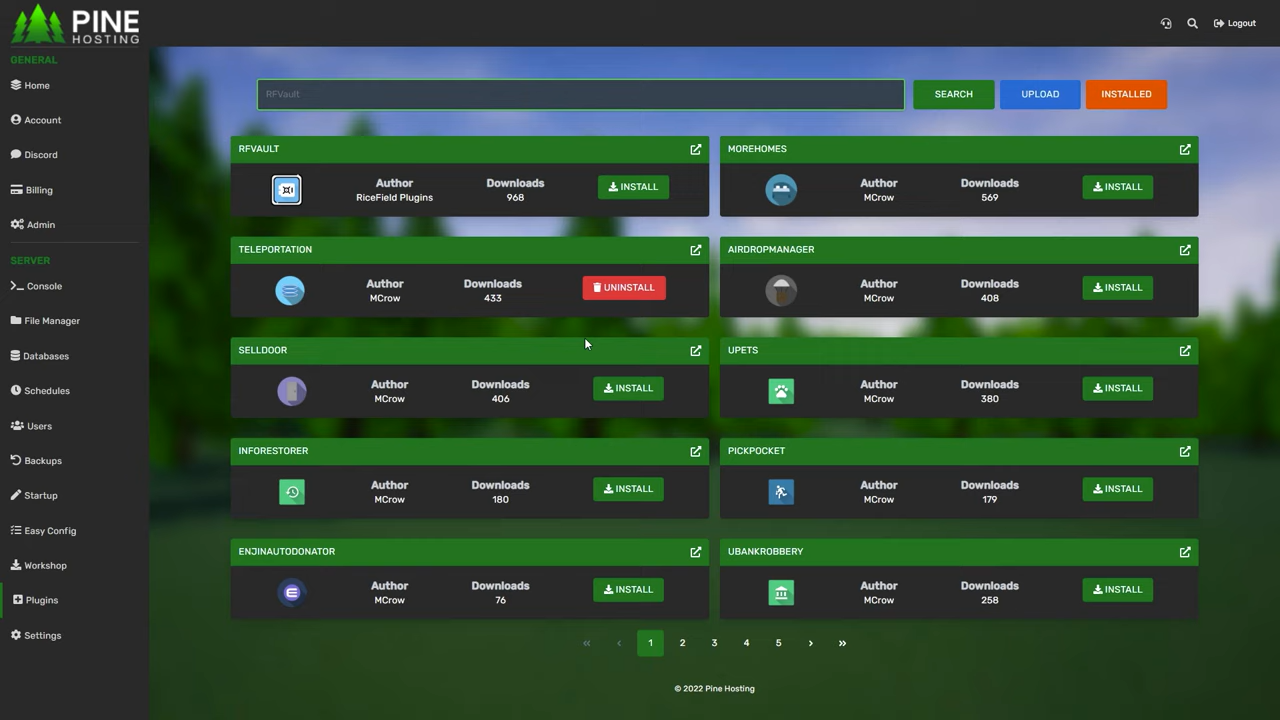 PINE
HOSTING
Logout
GENERAL
Home
Account
Discord
Billing
Admin
SERVER
Console
File Manager
Databases
Schedules
Users
Backups
Startup
Easy Config
Workshop
Plugins
Settings
RFVault
SEARCH
UPLOAD
INSTALLED
RFVAULT
Author
RiceField Plugins
Downloads
968
INSTALL
MOREHOMES
Author
MCrow
Downloads
569
INSTALL
TELEPORTATION
Author
MCrow
Downloads
433
UNINSTALL
AIRDROPMANAGER
Author
MCrow
Downloads
408
INSTALL
SELLDOOR
Author
MCrow
Downloads
406
INSTALL
UPETS
Author
MCrow
Downloads
380
INSTALL
INFORESTORER
Author
MCrow
Downloads
180
INSTALL
PICKPOCKET
Author
MCrow
Downloads
179
INSTALL
ENJINAUTODONATOR
Author
MCrow
Downloads
76
INSTALL
UBANKROBBERY
Author
MCrow
Downloads
258
INSTALL
« ‹ 1 2 3 4 5 › »
© 2022 Pine Hosting